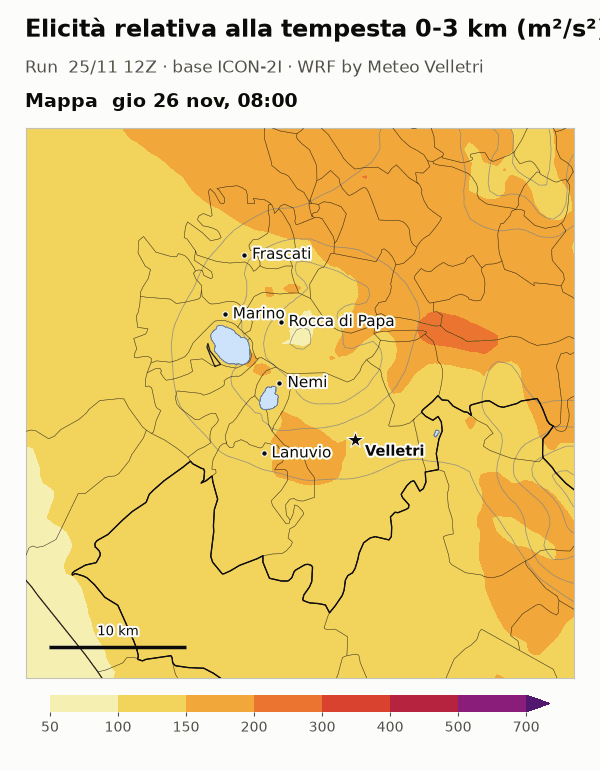 Elicità relativa alla tempesta 0-3 km (m²/s²)
Run  25/11 12Z · base ICON-2I · WRF by Meteo Velletri
Mappa  gio 26 nov, 08:00
Frascati
Marino
Rocca di Papa
Nemi
Velletri
Lanuvio
10 km
50 100 150 200 300 400 500 700